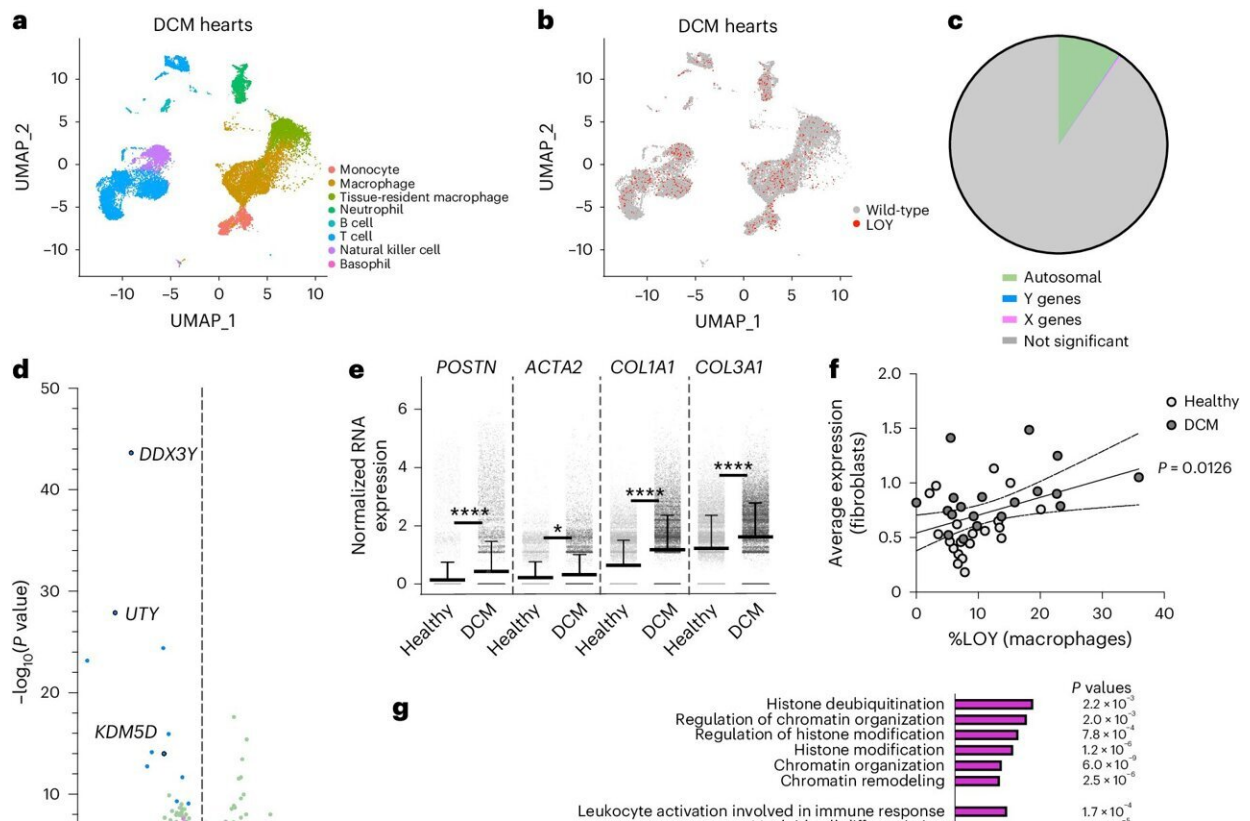 a
DCM hearts
10
5
0
−5
−10
UMAP_2
−10
−5
0
5
10
UMAP_1
Monocyte
Macrophage
Tissue-resident macrophage
Neutrophil
B cell
T cell
Natural killer cell
Basophil
b
DCM hearts
10
5
0
−5
−10
UMAP_2
−10
−5
0
5
10
UMAP_1
Wild-type
LOY
c
Autosomal
Y genes
X genes
Not significant
d
50
40
30
20
10
−log10(P value)
DDX3Y
UTY
KDM5D
e
POSTN
ACTA2
COL1A1
COL3A1
6
4
2
0
Normalized RNA
expression
****
*
****
****
Healthy
DCM
Healthy
DCM
Healthy
DCM
Healthy
DCM
f
2.0
1.5
1.0
0.5
0
Average expression
(fibroblasts)
0
10
20
30
40
%LOY (macrophages)
Healthy
DCM
P = 0.0126
g
P values
Histone deubiquitination 2.2 × 10−3
Regulation of chromatin organization 2.0 × 10−3
Regulation of histone modification 7.8 × 10−4
Histone modification 1.2 × 10−6
Chromatin organization 6.0 × 10−9
Chromatin remodeling 2.5 × 10−6
Leukocyte activation involved in immune response 1.7 × 10−4